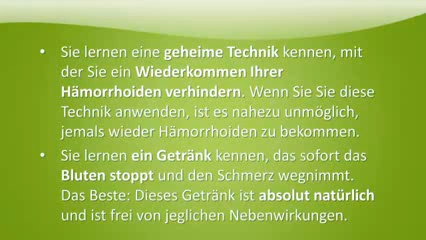 • Sie lernen eine geheime Technik kennen, mit
der Sie ein Wiederkommen Ihrer
Hämorrhoiden verhindern. Wenn Sie Sie diese
Technik anwenden, ist es nahezu unmöglich,
jemals wieder Hämorrhoiden zu bekommen.
• Sie lernen ein Getränk kennen, das sofort das
Bluten stoppt und den Schmerz wegnimmt.
Das Beste: Dieses Getränk ist absolut natürlich
und ist frei von jeglichen Nebenwirkungen.